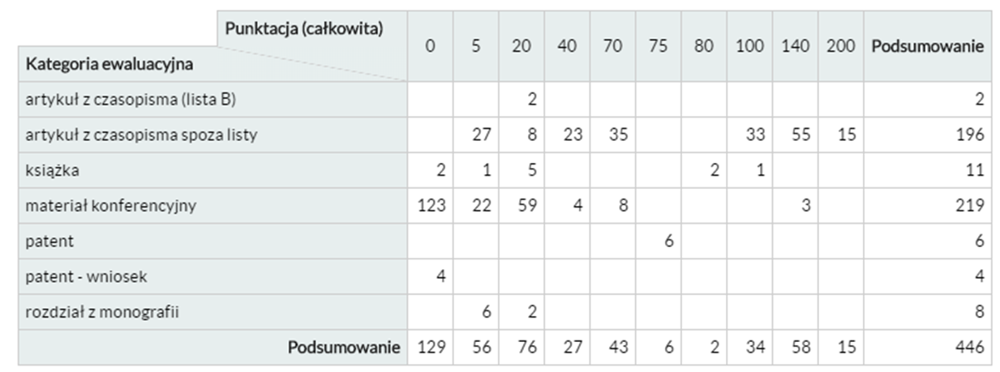 Punktacja (całkowita)
Kategoria ewaluacyjna
0 5 20 40 70 75 80 100 140 200 Podsumowanie
artykuł z czasopisma (lista B) 2 2
artykuł z czasopisma spoza listy 27 8 23 35 33 55 15 196
książka 2 1 5 2 1 11
materiał konferencyjny 123 22 59 4 8 3 219
patent 6 6
patent - wniosek 4 4
rozdział z monografii 6 2 8
Podsumowanie 129 56 76 27 43 6 2 34 58 15 446